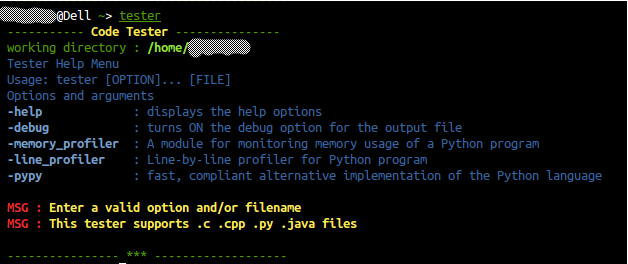 @Dell ~> tester
----------- Code Tester ---------------
working directory : /home/
Tester Help Menu
Usage: tester [OPTION]... [FILE]
Options and arguments
-help : displays the help options
-debug : turns ON the debug option for the output file
-memory_profiler : A module for monitoring memory usage of a Python program
-line_profiler : Line-by-line profiler for Python program
-pypy : fast, compliant alternative implementation of the Python language
MSG : Enter a valid option and/or filename
MSG : This tester supports .c .cpp .py .java files
---------------- *** -------------------